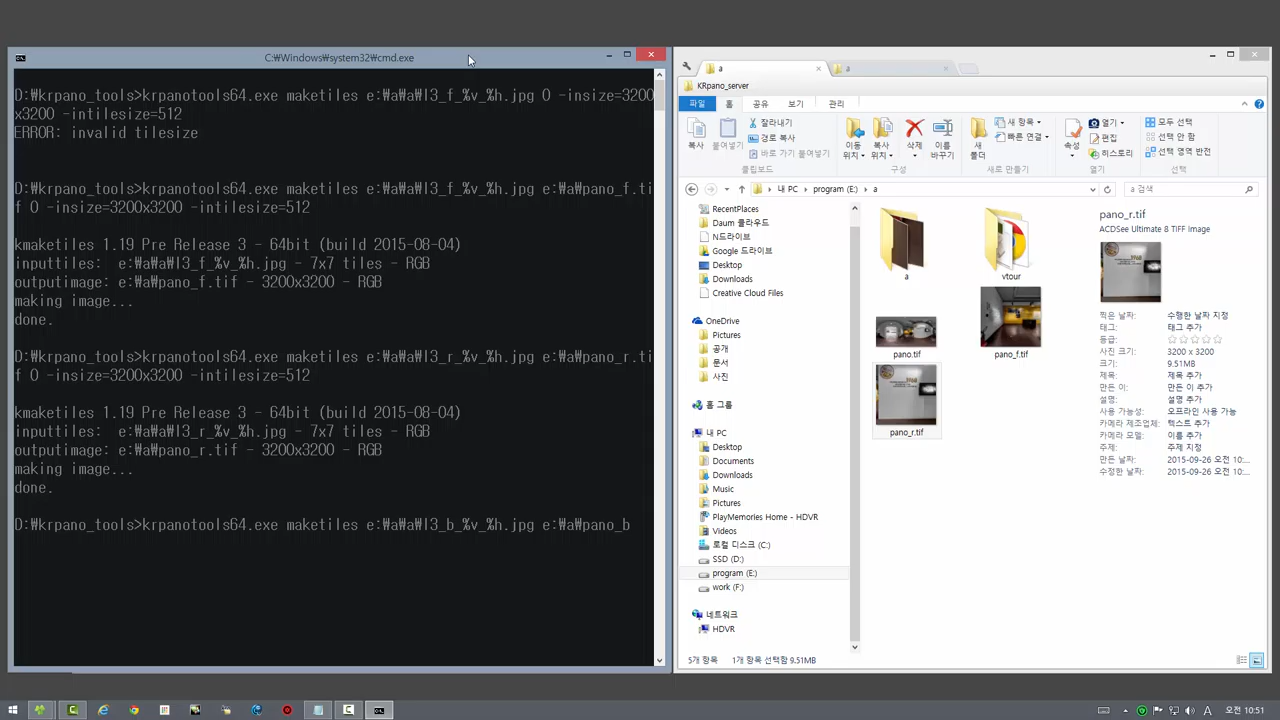 C:₩Windows₩system32₩cmd.exe
D:₩krpano_tools>krpanotools64.exe maketiles e:₩a₩a₩l3_f_%v_%h.jpg 0 -insize=3200
x3200 -intilesize=512
ERROR: invalid tilesize
D:₩krpano_tools>krpanotools64.exe maketiles e:₩a₩a₩l3_f_%v_%h.jpg e:₩a₩pano_f.ti
f 0 -insize=3200x3200 -intilesize=512
kmaketiles 1.19 Pre Release 3 - 64bit (build 2015-08-04)
inputtiles:  e:₩a₩a₩l3_f_%v_%h.jpg - 7x7 tiles - RGB
outputimage: e:₩a₩pano_f.tif - 3200x3200 - RGB
making image...
done.
D:₩krpano_tools>krpanotools64.exe maketiles e:₩a₩a₩l3_r_%v_%h.jpg e:₩a₩pano_r.ti
f 0 -insize=3200x3200 -intilesize=512
kmaketiles 1.19 Pre Release 3 - 64bit (build 2015-08-04)
inputtiles:  e:₩a₩a₩l3_r_%v_%h.jpg - 7x7 tiles - RGB
outputimage: e:₩a₩pano_r.tif - 3200x3200 - RGB
making image...
done.
D:₩krpano_tools>krpanotools64.exe maketiles e:₩a₩a₩l3_b_%v_%h.jpg e:₩a₩pano_b
a
a
KRpano_server
파일
홈
공유
보기
관리
복사
붙여넣기
잘라내기
경로 복사
바로 가기 붙여넣기
클립보드
이동 위치
복사 위치
삭제
이름 바꾸기
구성
새 폴더
새 항목
빠른 연결
새로 만들기
속성
열기
편집
히스토리
열기
모두 선택
선택 안 함
선택 영역 반전
선택
내 PC
program (E:)
a
a 검색
RecentPlaces
Daum 클라우드
N드라이브
Google 드라이브
Desktop
Downloads
Creative Cloud Files
OneDrive
Pictures
공개
문서
사진
홈 그룹
내 PC
Desktop
Documents
Downloads
Music
Pictures
PlayMemories Home - HDVR
Videos
로컬 디스크 (C:)
SSD (D:)
program (E:)
work (F:)
네트워크
HDVR
a
vtour
pano.tif
pano_f.tif
pano_r.tif
pano_r.tif
ACDSee Ultimate 8 TIFF Image
찍은 날짜: 수행한 날짜 지정
태그: 태그 추가
등급:
사진 크기: 3200 x 3200
크기: 9.51MB
제목: 제목 추가
만든 이: 만든 이 추가
설명: 설명 추가
사용 가능성: 오프라인 사용 가능
카메라 제조업체: 텍스트 추가
카메라 모델: 이름 추가
주제: 주제 지정
만든 날짜: 2015-09-26 오전 10:...
수정한 날짜: 2015-09-26 오전 10:...
5개 항목
1개 항목 선택함 9.51MB
A
오전 10:51